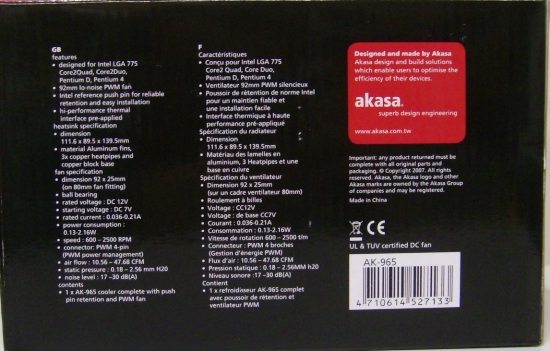 GB
features
• designed for Intel LGA 775
Core2Quad, Core2Duo,
Pentium D, Pentium 4
• 92mm lo-noise PWM fan
• Intel reference push pin for reliable
retention and easy installation
• hi-performance thermal
interface pre-applied
heatsink specification
• dimension
111.6 x 89.5 x 139.5mm
• material Aluminum fins,
3x copper heatpipes and
copper block base
fan specification
• dimension 92 x 25mm
(on 80mm fan fitting)
• ball bearing
• rated voltage : DC 12V
• starting voltage : DC 7V
• rated current : 0.036-0.21A
• power consumption :
0.13-2.16W
• speed : 600 – 2500 RPM
• connector: PWM 4-pin
(PWM power management)
• air flow : 10.56 – 47.68 CFM
• static pressure : 0.18 – 2.56 mm H20
• noise level : 17 –30 dB(A)
contents
• 1 x AK-965 cooler complete with push
pin retention and PWM fan
F
Caractéristiques
• Conçu pour Intel LGA 775
Core2 Quad, Core Duo,
Pentium D, Pentium 4
• Ventilateur 92mm PWM silencieux
• Poussoir de rétention de norme Intel
pour un maintien fiable et
une installation facile
• Interface thermique à haute
performance pré-appliqué
Spécification du radiateur
• Dimension
111.6 x 89.5 x 139.5mm
• Matériau des lamelles en
aluminium, 3 Heatpipes et une
base en cuivre
Spécification du ventilateur
• Dimension 92 x 25mm
(sur un cadre ventilateur 80mm)
• Roulement à billes
• Voltage : CC12V
• Voltage : de base CC7V
• Courant : 0.036-0.21A
• Consommation : 0.13-2.16W
• Vitesse de rotation 600 – 2500 t/m
• Connecteur : PWM 4 broches
(Gestion d'énergie PWM)
• Flux d'air : 10.56 – 47.68 CFM
• Pression statique : 0.18 – 2.56MM h20
• Niveau sonore :17 –30 dB(A)
Contient
• 1 x refroidisseur AK-965 complet
avec poussoir de rétention et
ventilateur PWM
Designed and made by Akasa
Akasa design and build solutions
which enable users to optimise the
efficiency of their devices.
akasa®
superb design engineering
www.akasa.com.tw
Important: any product returned must be
complete with all original parts and
packaging. © Copyright 2007. All rights
reserved. Akasa, the Akasa logo and other
Akasa marks are owned by the Akasa Group
of companies and may be registered.
Made in China
CE
UL & TUV certified DC fan
AK-965
4 710614 527133